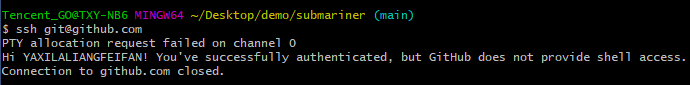 Tencent_GO@TXY-NB6 MINGW64 ~/Desktop/demo/submariner (main)
$ ssh git@github.com
PTY allocation request failed on channel 0
Hi YAXILALIANGFEIFAN! You've successfully authenticated, but GitHub does not provide shell access.
Connection to github.com closed.